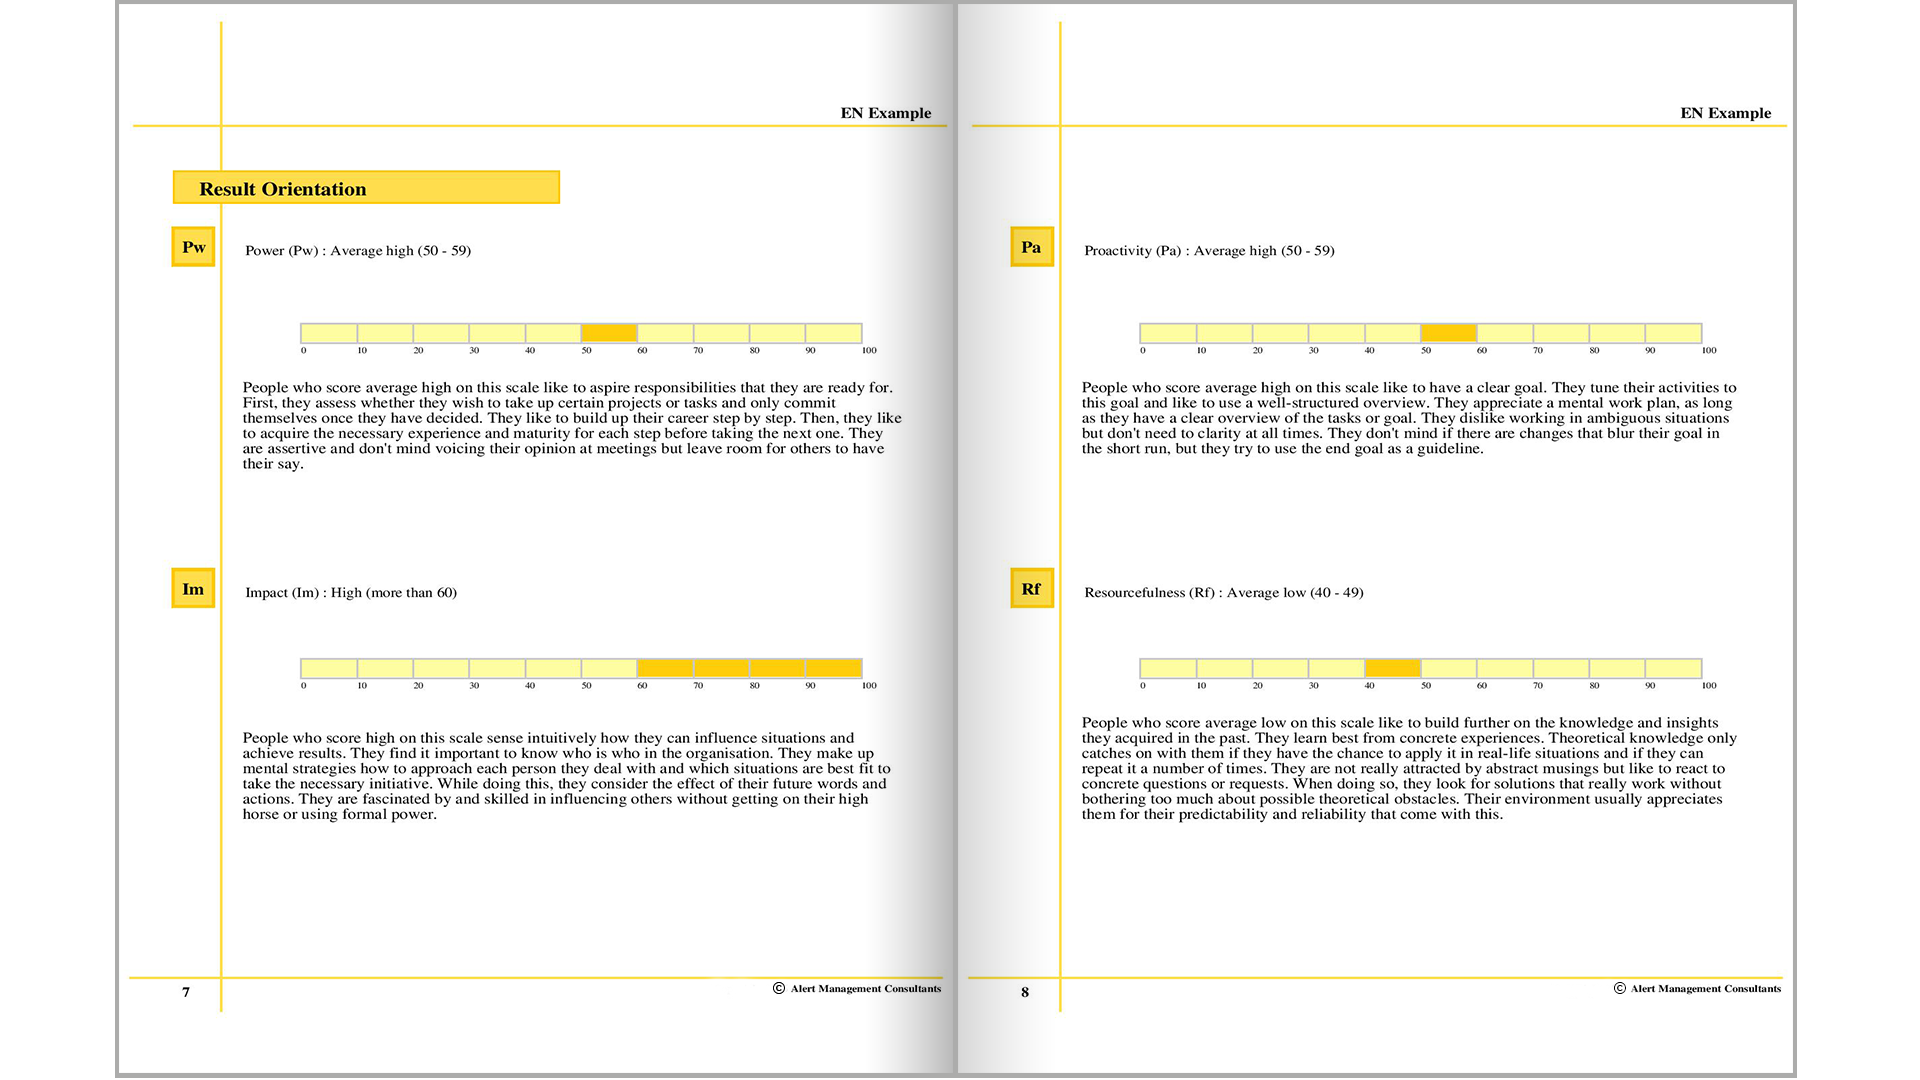 EN Example
Result Orientation
Pw
Power (Pw) : Average high (50 - 59)
0 10 20 30 40 50 60 70 80 90 100
People who score average high on this scale like to aspire responsibilities that they are ready for.
First, they assess whether they wish to take up certain projects or tasks and only commit
themselves once they have decided. They like to build up their career step by step. Then, they like
to acquire the necessary experience and maturity for each step before taking the next one. They
are assertive and don't mind voicing their opinion at meetings but leave room for others to have
their say.
Im
Impact (Im) : High (more than 60)
0 10 20 30 40 50 60 70 80 90 100
People who score high on this scale sense intuitively how they can influence situations and
achieve results. They find it important to know who is who in the organisation. They make up
mental strategies how to approach each person they deal with and which situations are best fit to
take the necessary initiative. While doing this, they consider the effect of their future words and
actions. They are fascinated by and skilled in influencing others without getting on their high
horse or using formal power.
7
© Alert Management Consultants
EN Example
Pa
Proactivity (Pa) : Average high (50 - 59)
0 10 20 30 40 50 60 70 80 90 100
People who score average high on this scale like to have a clear goal. They tune their activities to
this goal and like to use a well-structured overview. They appreciate a mental work plan, as long
as they have a clear overview of the tasks or goal. They dislike working in ambiguous situations
but don't need to clarity at all times. They don't mind if there are changes that blur their goal in
the short run, but they try to use the end goal as a guideline.
Rf
Resourcefulness (Rf) : Average low (40 - 49)
0 10 20 30 40 50 60 70 80 90 100
People who score average low on this scale like to build further on the knowledge and insights
they acquired in the past. They learn best from concrete experiences. Theoretical knowledge only
catches on with them if they have the chance to apply it in real-life situations and if they can
repeat it a number of times. They are not really attracted by abstract musings but like to react to
concrete questions or requests. When doing so, they look for solutions that really work without
bothering too much about possible theoretical obstacles. Their environment usually appreciates
them for their predictability and reliability that come with this.
8
© Alert Management Consultants